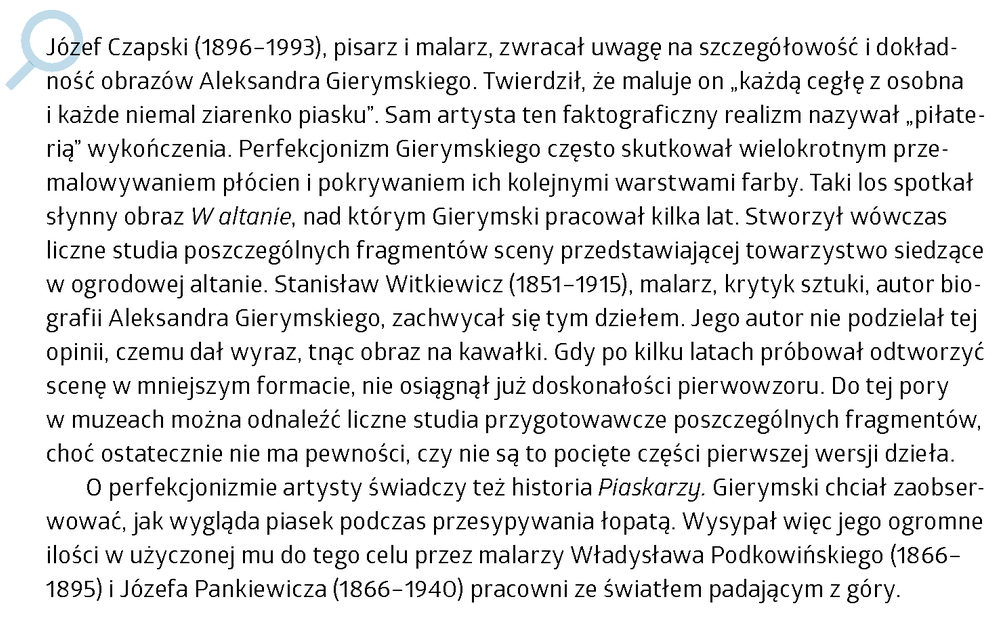 Józef Czapski (1896–1993), pisarz i malarz, zwracał uwagę na szczegółowość i dokład-
ność obrazów Aleksandra Gierymskiego. Twierdził, że maluje on „każdą cegłę z osobna
i każde niemal ziarenko piasku”. Sam artysta ten faktograficzny realizm nazywał „piłate-
rią” wykończenia. Perfekcjonizm Gierymskiego często skutkował wielokrotnym prze-
malowywaniem płócien i pokrywaniem ich kolejnymi warstwami farby. Taki los spotkał
słynny obraz W altanie, nad którym Gierymski pracował kilka lat. Stworzył wówczas
liczne studia poszczególnych fragmentów sceny przedstawiającej towarzystwo siedzące
w ogrodowej altanie. Stanisław Witkiewicz (1851–1915), malarz, krytyk sztuki, autor bio-
grafii Aleksandra Gierymskiego, zachwycał się tym dziełem. Jego autor nie podzielał tej
opinii, czemu dał wyraz, tnąc obraz na kawałki. Gdy po kilku latach próbował odtworzyć
scenę w mniejszym formacie, nie osiągnął już doskonałości pierwowzoru. Do tej pory
w muzeach można odnaleźć liczne studia przygotowawcze poszczególnych fragmentów,
choć ostatecznie nie ma pewności, czy nie są to pocięte części pierwszej wersji dzieła.
O perfekcjonizmie artysty świadczy też historia Piaskarzy. Gierymski chciał zaobser-
wować, jak wygląda piasek podczas przesypywania łopatą. Wysypał więc jego ogromne
ilości w użyczonej mu do tego celu przez malarzy Władysława Podkowińskiego (1866–
1895) i Józefa Pankiewicza (1866–1940) pracowni ze światłem padającym z góry.